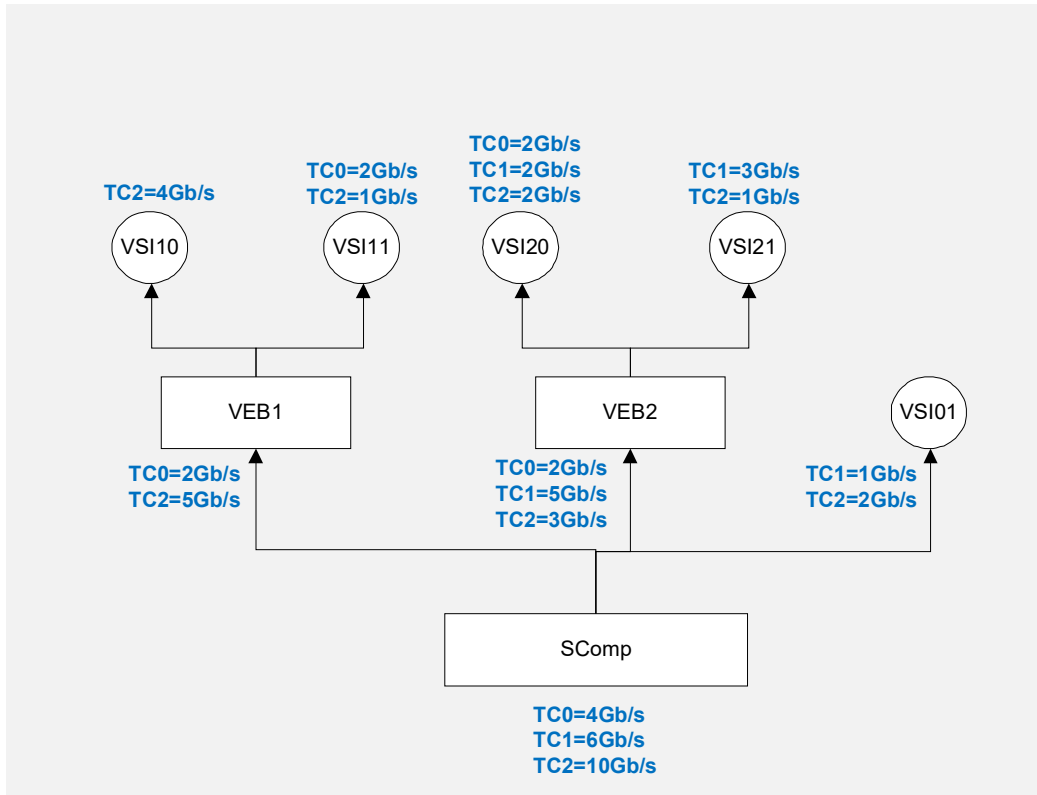 TC2=4Gb/s
TC0=2Gb/s
TC2=1Gb/s
TC0=2Gb/s
TC1=2Gb/s
TC2=2Gb/s
TC1=3Gb/s
TC2=1Gb/s
VSI10
VSI11
VSI20
VSI21
VEB1
VEB2
VSI01
TC0=2Gb/s
TC2=5Gb/s
TC0=2Gb/s
TC1=5Gb/s
TC2=3Gb/s
TC1=1Gb/s
TC2=2Gb/s
SComp
TC0=4Gb/s
TC1=6Gb/s
TC2=10Gb/s